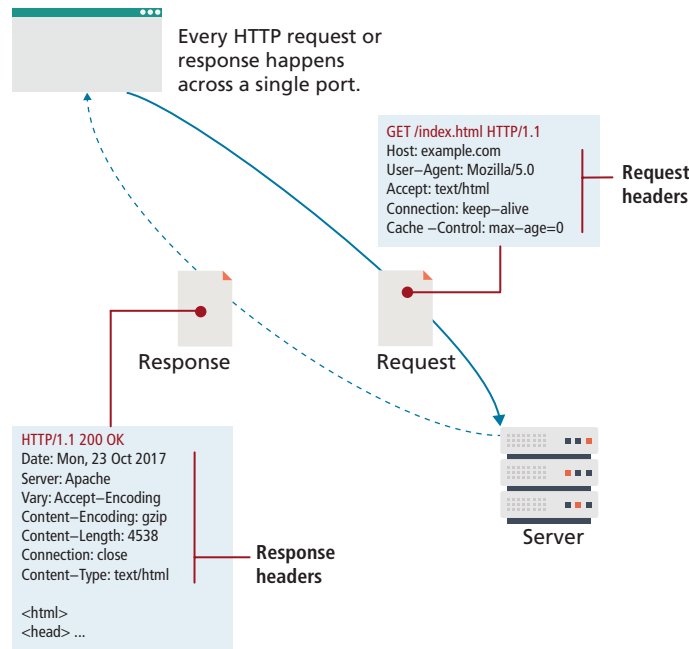 Every HTTP request or
response happens
across a single port.
GET /index.html HTTP/1.1
Host: example.com
User–Agent: Mozilla/5.0
Accept: text/html
Connection: keep–alive
Cache –Control: max–age=0
Request
headers
Response
Request
HTTP/1.1 200 OK
Date: Mon, 23 Oct 2017
Server: Apache
Vary: Accept–Encoding
Content–Encoding: gzip
Content–Length: 4538
Connection: close
Content–Type: text/html
<html>
<head> ...
Response
headers
Server